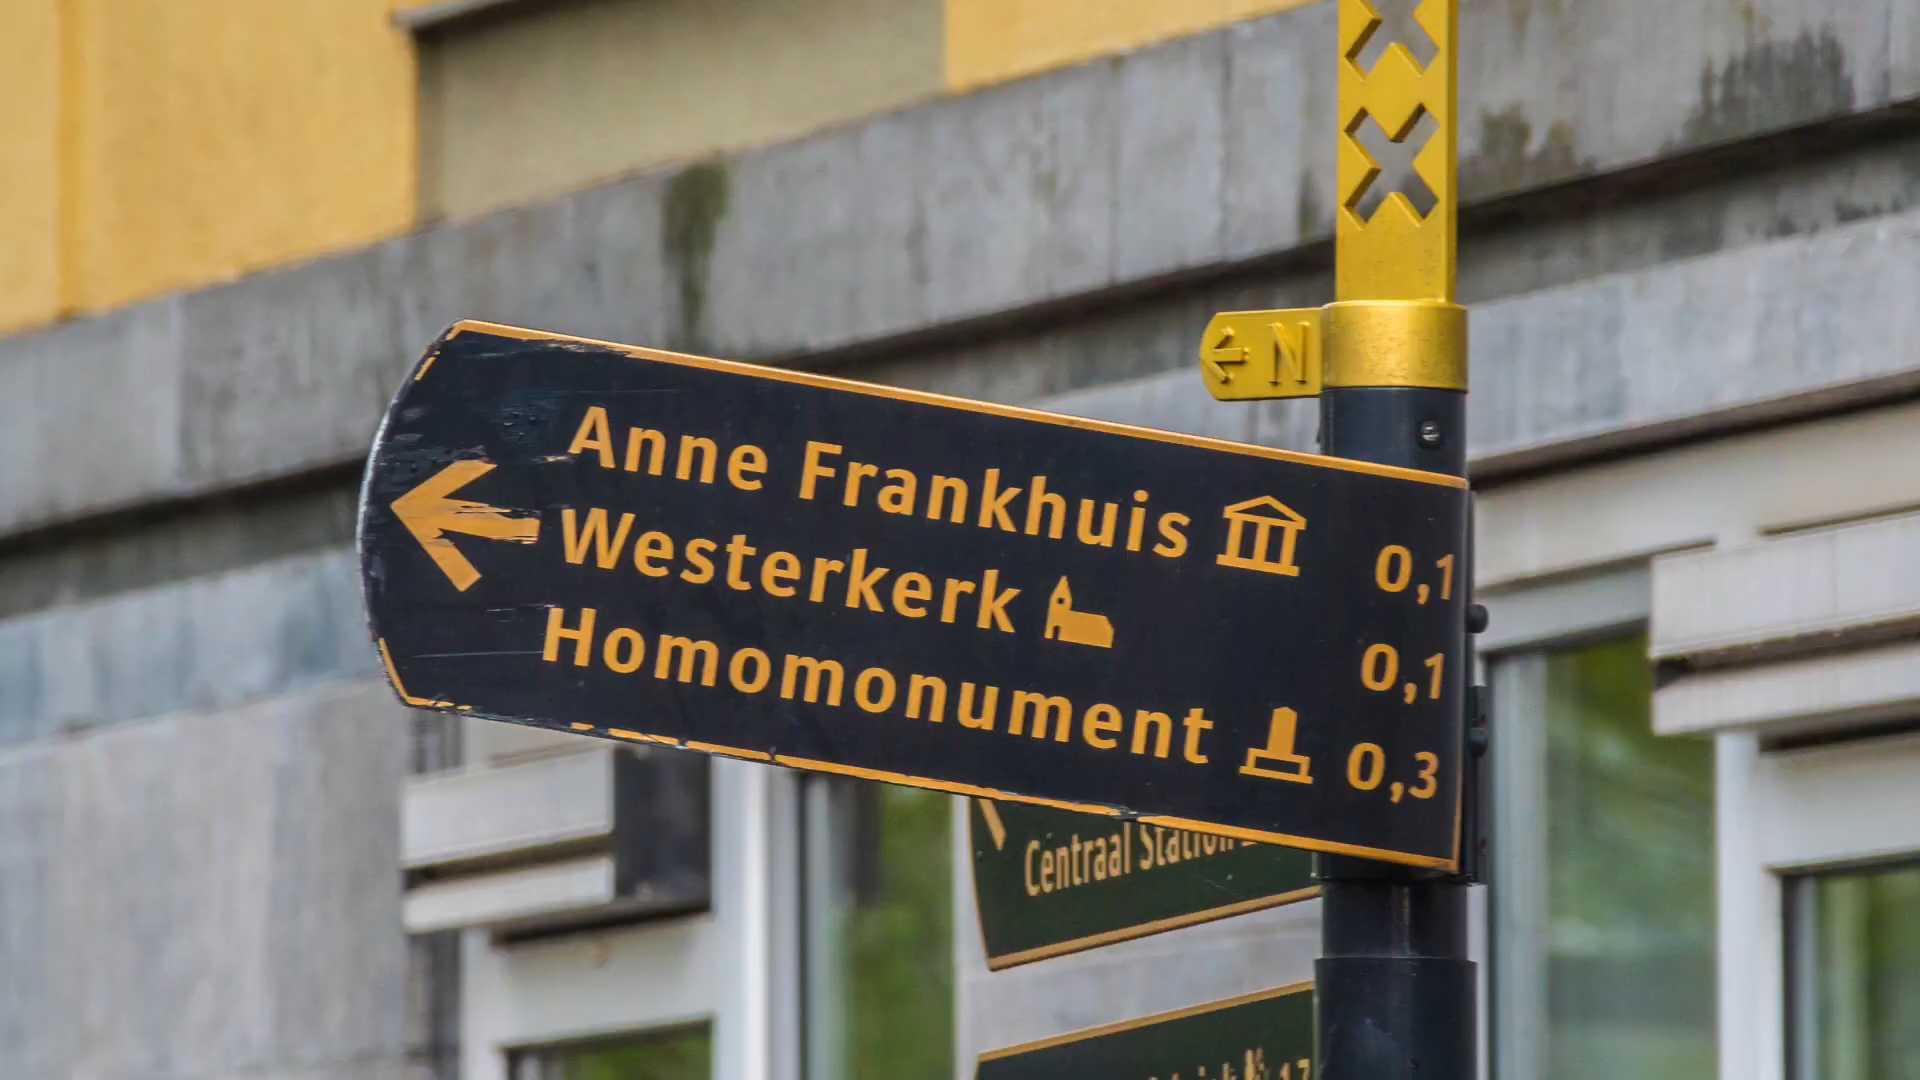 N
Anne Frankhuis 0,1
Westerkerk 0,1
Homomonument 0,3
Centraal Station